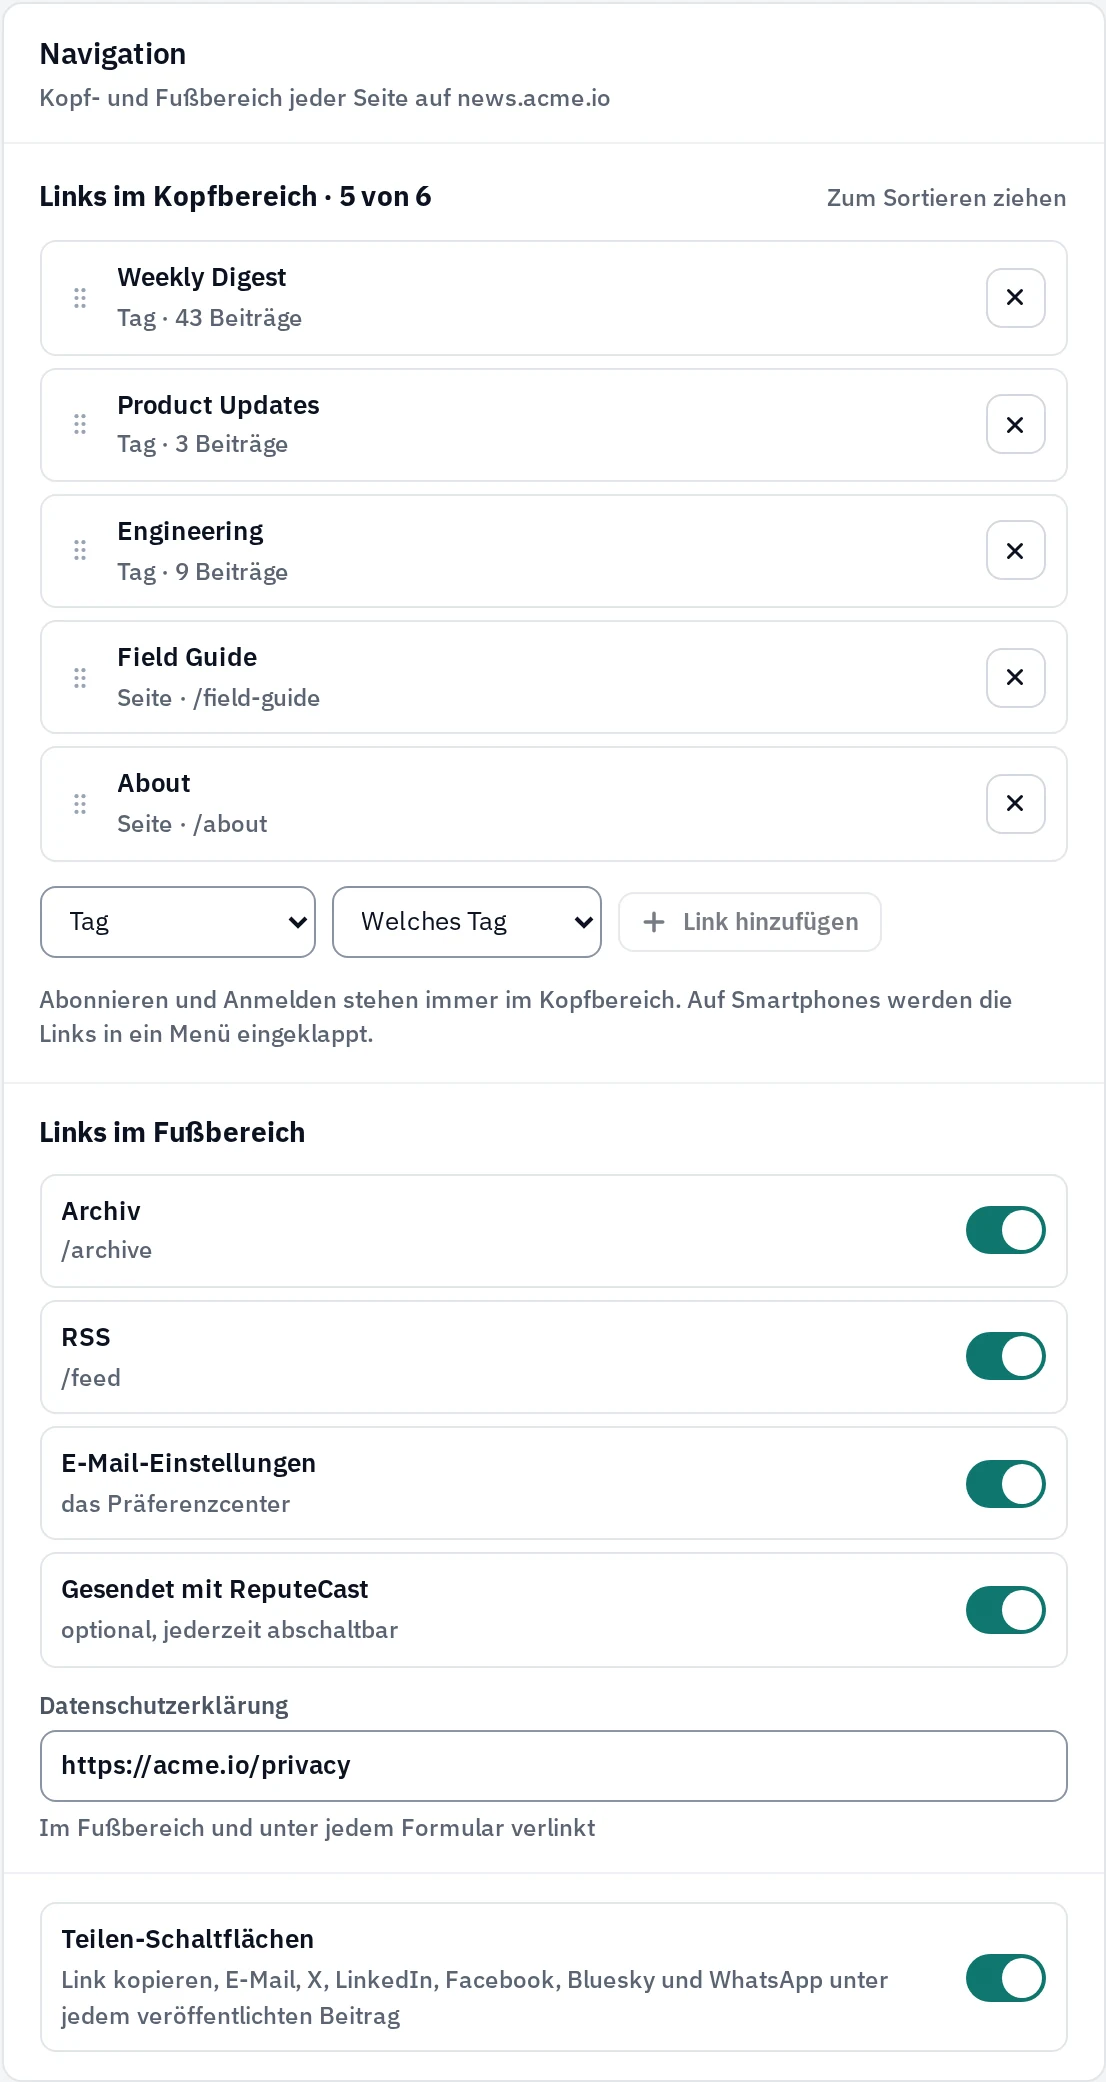 Navigation
Kopf- und Fußbereich jeder Seite auf news.acme.io
Links im Kopfbereich · 5 von 6
Zum Sortieren ziehen
Weekly Digest
Tag · 43 Beiträge
Product Updates
Tag · 3 Beiträge
Engineering
Tag · 9 Beiträge
Field Guide
Seite · /field-guide
About
Seite · /about
Tag
Welches Tag
Link hinzufügen
Abonnieren und Anmelden stehen immer im Kopfbereich. Auf Smartphones werden die
Links in ein Menü eingeklappt.
Links im Fußbereich
Archiv
/archive
RSS
/feed
E-Mail-Einstellungen
das Präferenzcenter
Gesendet mit ReputeCast
optional, jederzeit abschaltbar
Datenschutzerklärung
https://acme.io/privacy
Im Fußbereich und unter jedem Formular verlinkt
Teilen-Schaltflächen
Link kopieren, E-Mail, X, LinkedIn, Facebook, Bluesky und WhatsApp unter
jedem veröffentlichten Beitrag